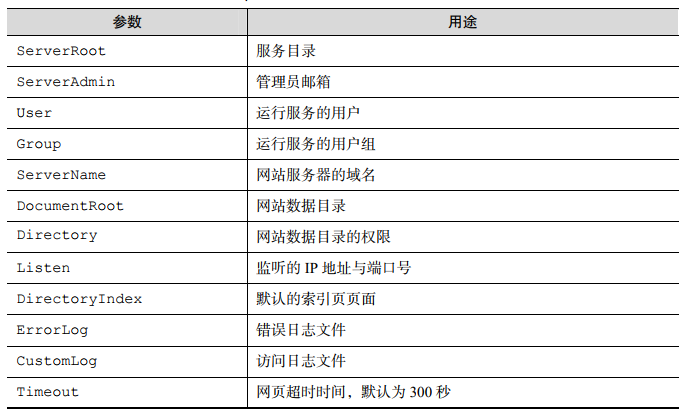 参数 用途
ServerRoot 服务目录
ServerAdmin 管理员邮箱
User 运行服务的用户
Group 运行服务的用户组
ServerName 网站服务器的域名
DocumentRoot 网站数据目录
Directory 网站数据目录的权限
Listen 监听的 IP 地址与端口号
DirectoryIndex 默认的索引页页面
ErrorLog 错误日志文件
CustomLog 访问日志文件
Timeout 网页超时时间，默认为 300 秒